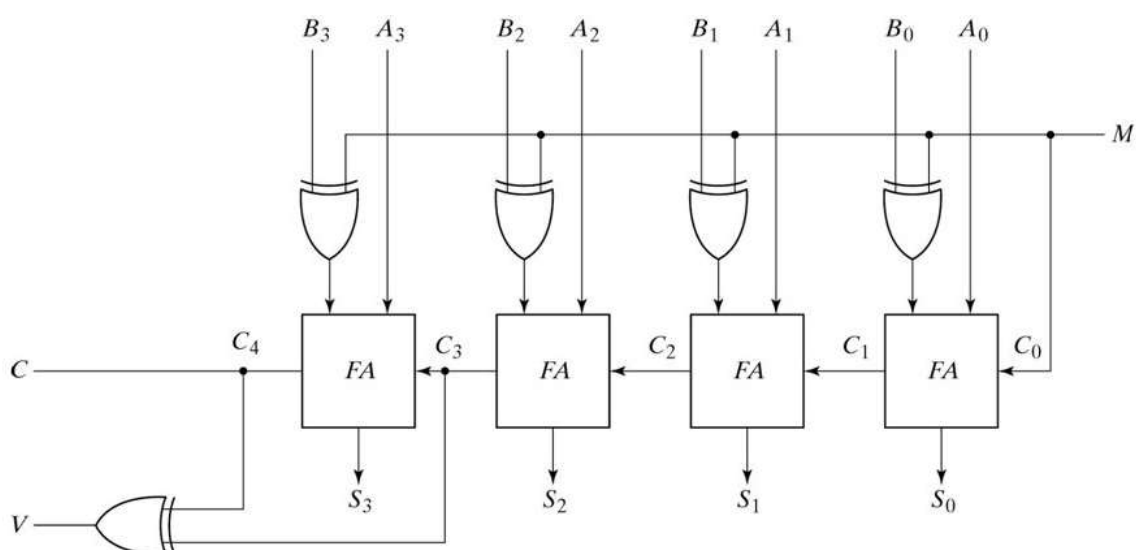 B₃ A₃ B₂ A₂ B₁ A₁ B₀ A₀
M
C₄ C₃ C₂ C₁ C₀
C FA FA FA FA
S₃ S₂ S₁ S₀
V